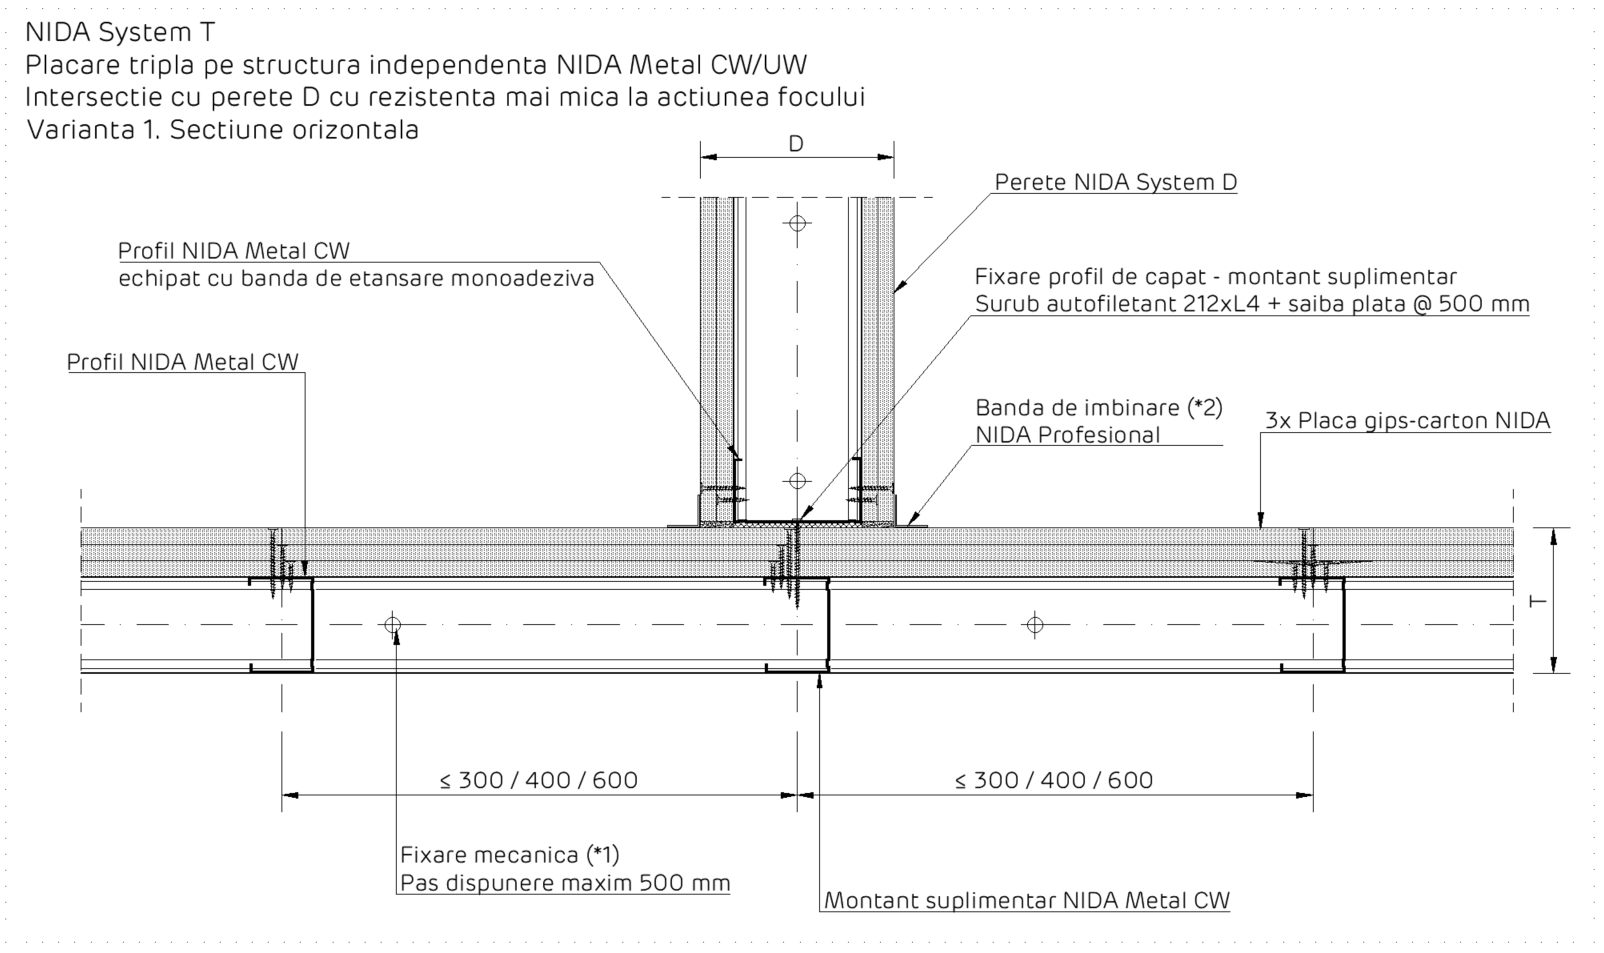 NIDA System T
Placare tripla pe structura independenta NIDA Metal CW/UW
Intersectie cu perete D cu rezistenta mai mica la actiunea focului
Varianta 1. Sectiune orizontala
D
Perete NIDA System D
Profil NIDA Metal CW
echipat cu banda de etansare monoadeziva
Fixare profil de capat - montant suplimentar
Surub autofiletant 212xL4 + saiba plata @ 500 mm
Profil NIDA Metal CW
Banda de imbinare (*2)
NIDA Profesional
3x Placa gips-carton NIDA
T
≤ 300 / 400 / 600
≤ 300 / 400 / 600
Fixare mecanica (*1)
Pas dispunere maxim 500 mm
Montant suplimentar NIDA Metal CW